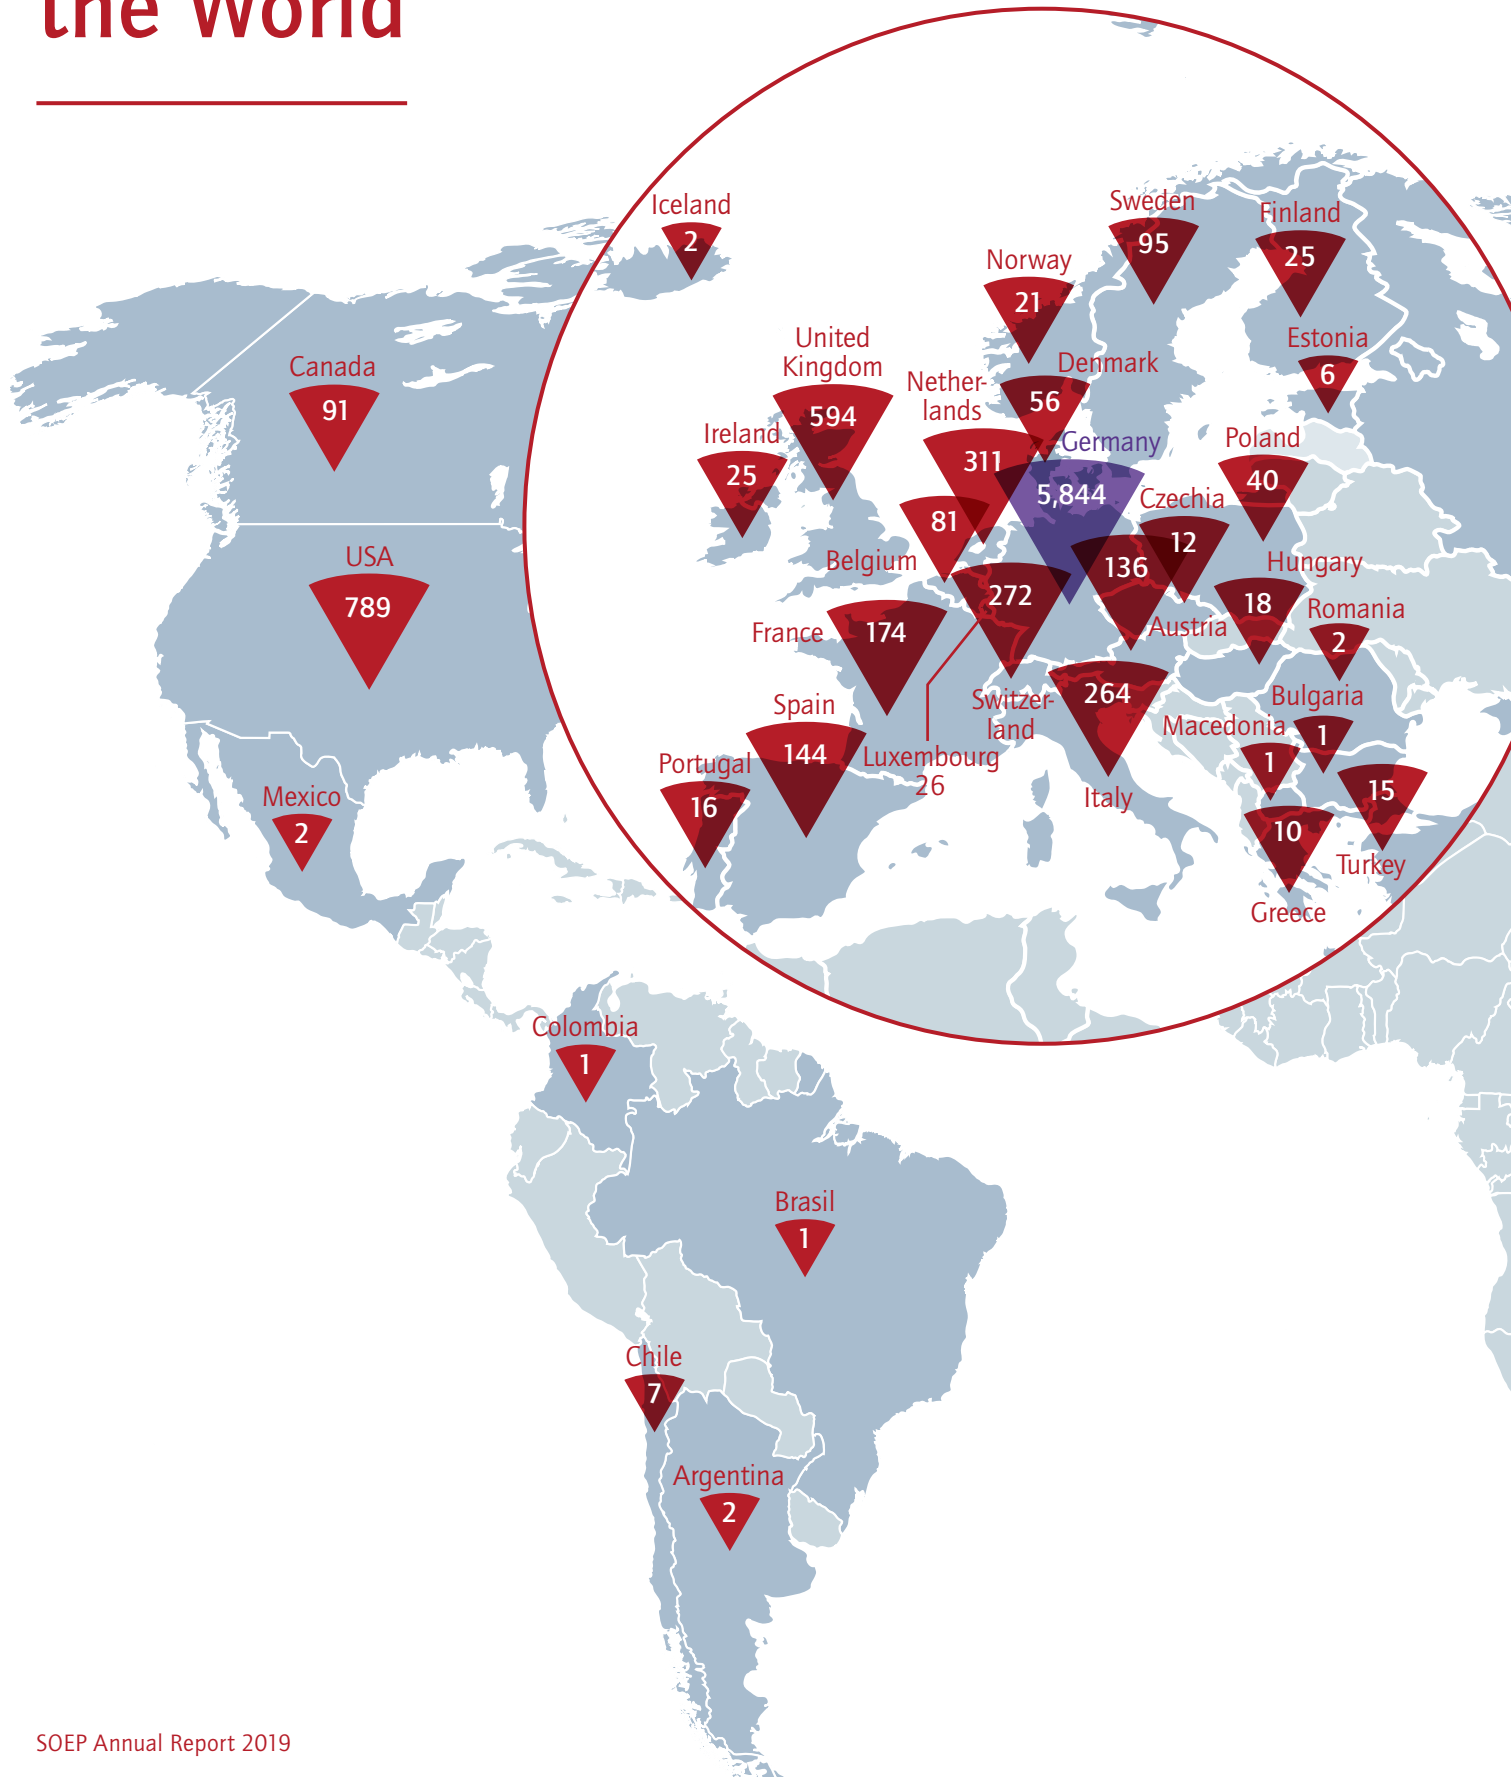 the World
Iceland
2
Sweden
95
Finland
25
Norway
21
Canada
91
United
Kingdom
594
Nether-
lands
311
Denmark
56
Estonia
6
Ireland
25
Germany
5,844
Poland
40
Czechia
12
81
Belgium
USA
789
136
Austria
272
Hungary
18
Romania
2
France
174
Switzer-
land
264
Italy
Bulgaria
1
Macedonia
1
Spain
144
Luxembourg
26
Portugal
16
15
Turkey
10
Greece
Mexico
2
Colombia
1
Brasil
1
Chile
7
Argentina
2
SOEP Annual Report 2019